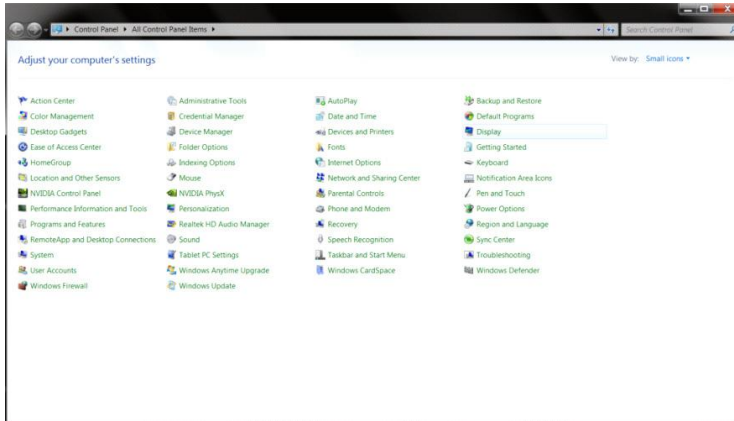 Control Panel ▸ All Control Panel Items ▸
Search Control Panel
Adjust your computer's settings
View by: Small icons
Action Center
Administrative Tools
AutoPlay
Backup and Restore
Color Management
Credential Manager
Date and Time
Default Programs
Desktop Gadgets
Device Manager
Devices and Printers
Display
Ease of Access Center
Folder Options
Fonts
Getting Started
HomeGroup
Indexing Options
Internet Options
Keyboard
Location and Other Sensors
Mouse
Network and Sharing Center
Notification Area Icons
NVIDIA Control Panel
NVIDIA PhysX
Parental Controls
Pen and Touch
Performance Information and Tools
Personalization
Phone and Modem
Power Options
Programs and Features
Realtek HD Audio Manager
Recovery
Region and Language
RemoteApp and Desktop Connections
Sound
Speech Recognition
Sync Center
System
Tablet PC Settings
Taskbar and Start Menu
Troubleshooting
User Accounts
Windows Anytime Upgrade
Windows CardSpace
Windows Defender
Windows Firewall
Windows Update